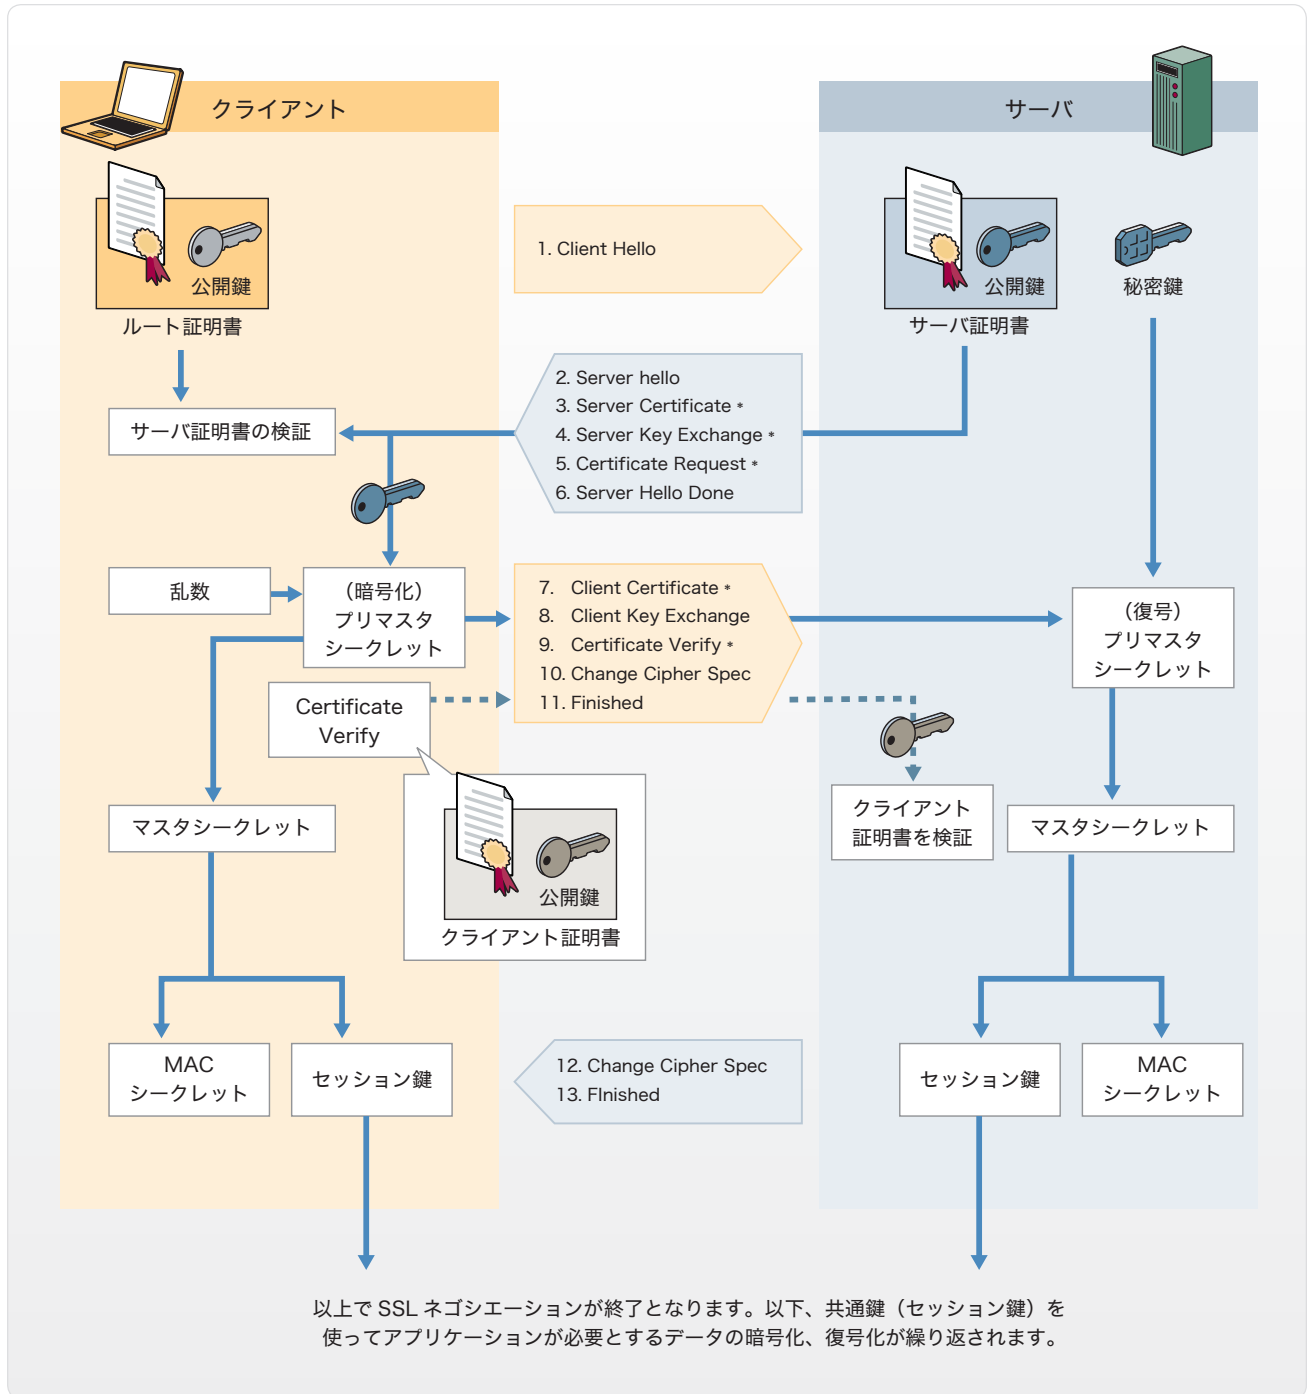 クライアント
サーバ
公開鍵
ルート証明書
1. Client Hello
公開鍵
サーバ証明書
秘密鍵
サーバ証明書の検証
2. Server hello
3. Server Certificate *
4. Server Key Exchange *
5. Certificate Request *
6. Server Hello Done
乱数
（暗号化）
プリマスタ
シークレット
7. Client Certificate *
8. Client Key Exchange
9. Certificate Verify *
10. Change Cipher Spec
11. Finished
（復号）
プリマスタ
シークレット
Certificate
Verify
公開鍵
クライアント証明書
クライアント
証明書を検証
マスタシークレット
マスタシークレット
MAC
シークレット
セッション鍵
12. Change Cipher Spec
13. FInished
セッション鍵
MAC
シークレット
以上で SSL ネゴシエーションが終了となります。以下、共通鍵（セッション鍵）を
使ってアプリケーションが必要とするデータの暗号化、復号化が繰り返されます。